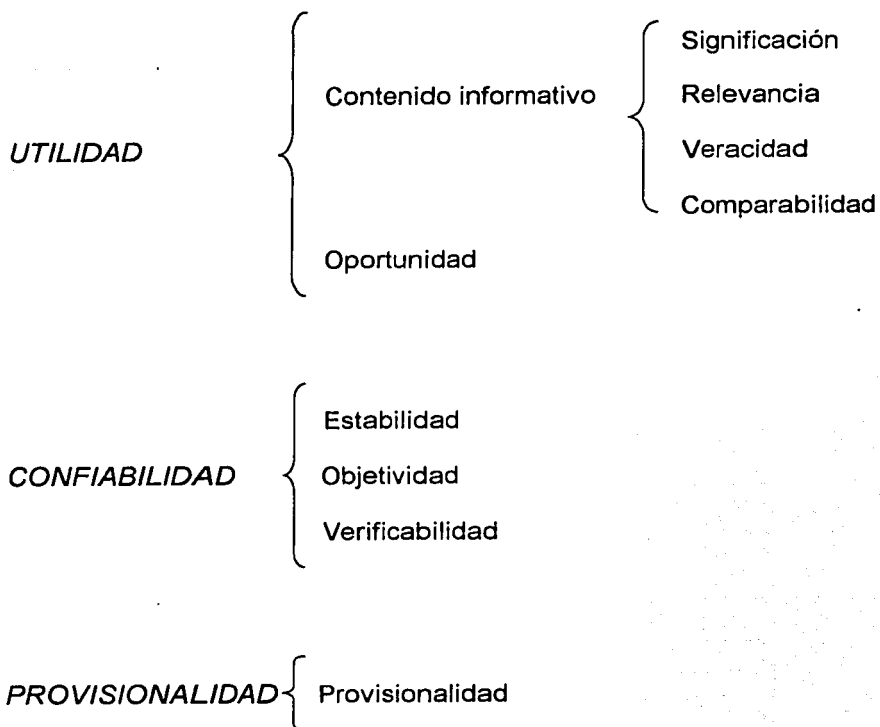 UTILIDAD
Contenido informativo
Significación
Relevancia
Veracidad
Comparabilidad
Oportunidad
CONFIABILIDAD
Estabilidad
Objetividad
Verificabilidad
PROVISIONALIDAD
Provisionalidad